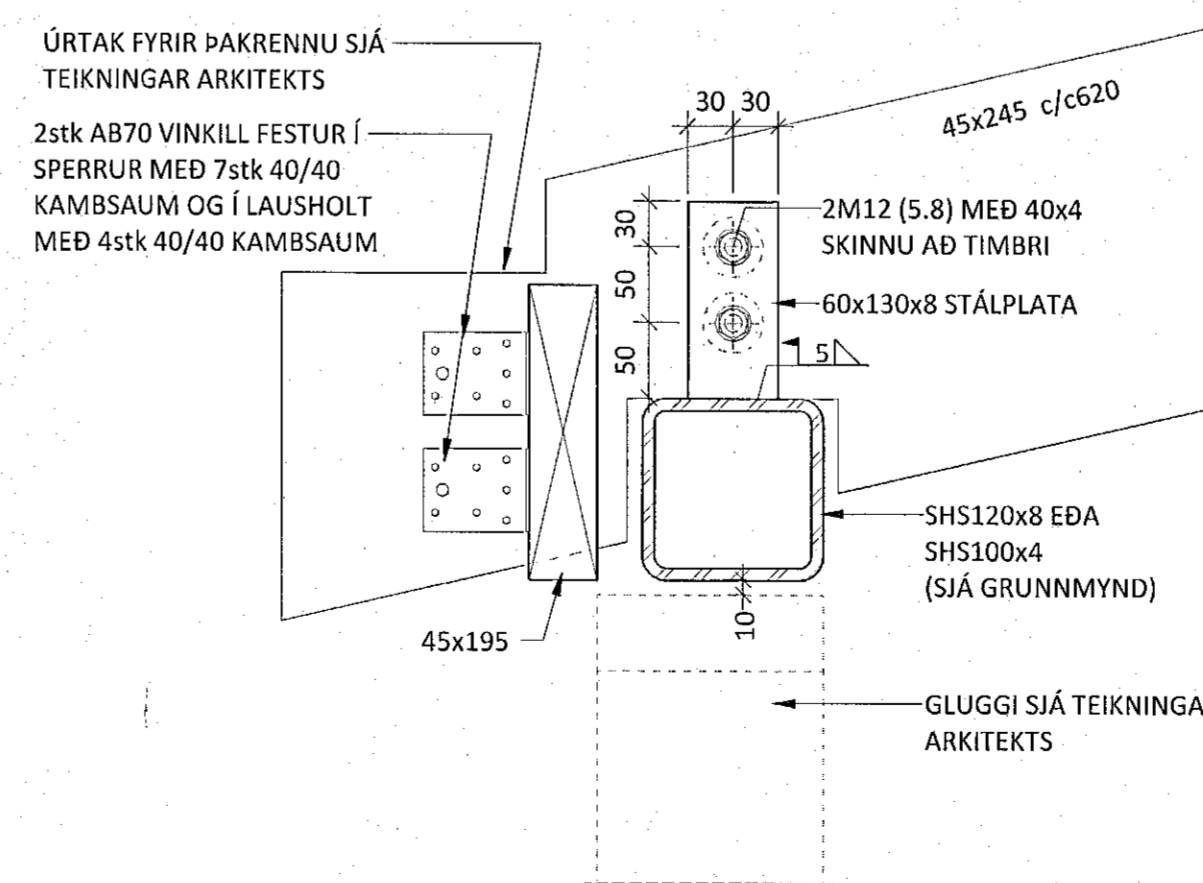 ÚRTAK FYRIR ÞAKRENNU SJÁ
TEIKNINGAR ARKITEKTS
2stk AB70 VINKILL FESTUR Í
SPERRUR MEÐ 7stk 40/40
KAMBSAUM OG Í LAUSHOLT
MEÐ 4stk 40/40 KAMBSAUM
30 30
45x245 c/c620
30
50
50
2M12 (5.8) MEÐ 40x4
SKINNU AÐ TIMBRI
60x130x8 STÁLPLATA
5
SHS120x8 EÐA
SHS100x4
(SJÁ GRUNNMYND)
10
45x195
GLUGGI SJÁ TEIKNINGA
ARKITEKTS